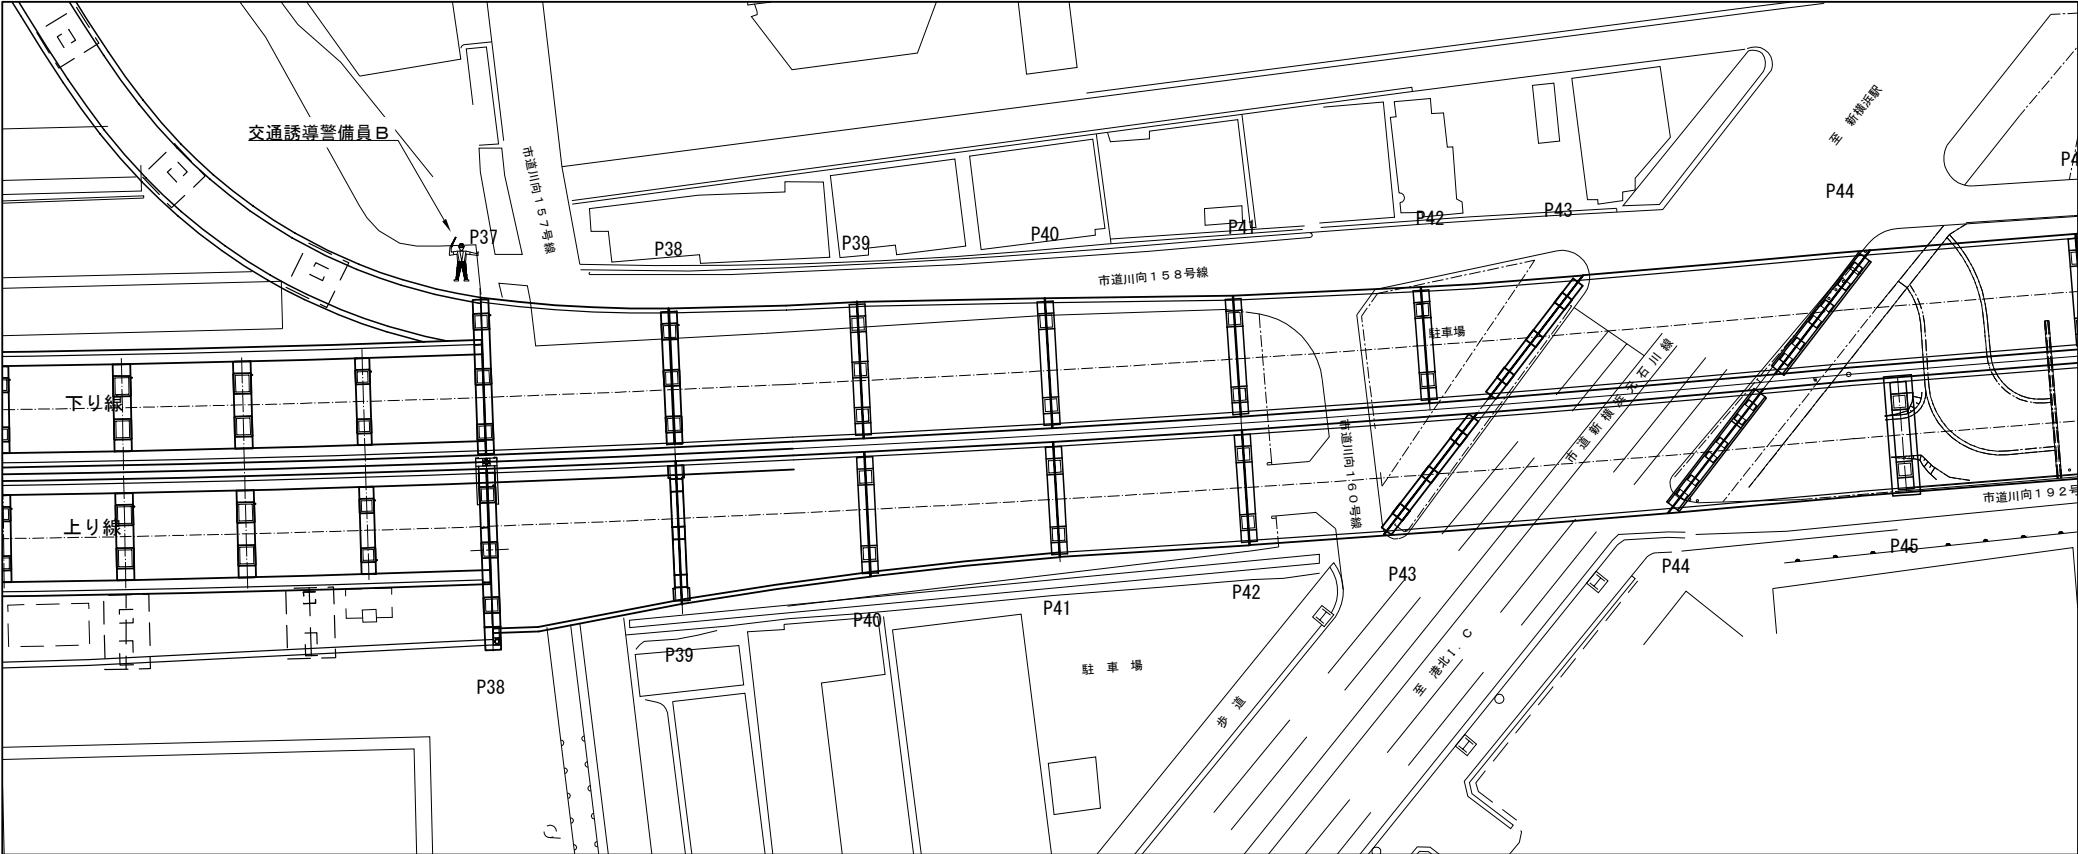 交通誘導警備員B
市道川向157号線
至 新横浜駅
P37
P38
P39
P40
P41
P42
P43
P44
市道川向158号線
駐車場
下り線
市道新横浜元石川線
市道川向160号線
上り線
市道川向192号
P38
P39
P40
P41
P42
P43
P44
P45
駐車場
至 港北I.C
歩道